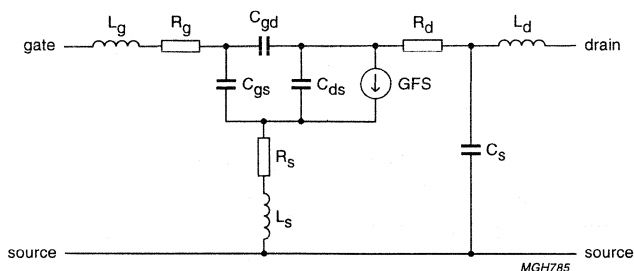 Lg Rg Cgd Rd Ld
gate drain
Cgs Cds GFS
Rs Cs
Ls
source source
MGH785